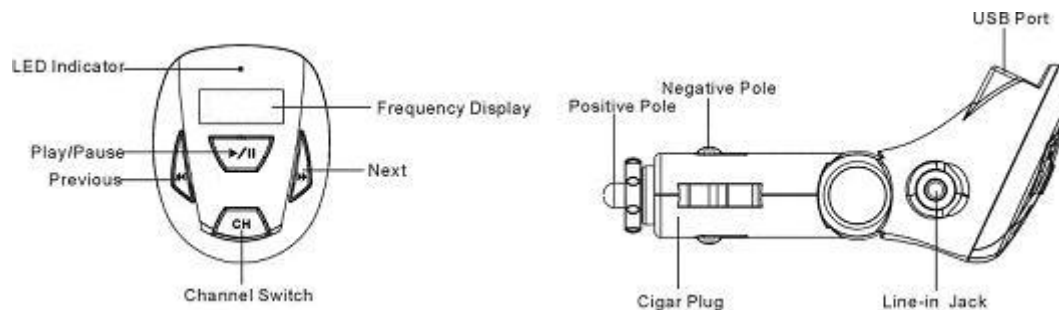 LED Indicator
Frequency Display
Play/Pause
Previous
Next
CH
Channel Switch
USB Port
Negative Pole
Positive Pole
Cigar Plug
Line-in Jack